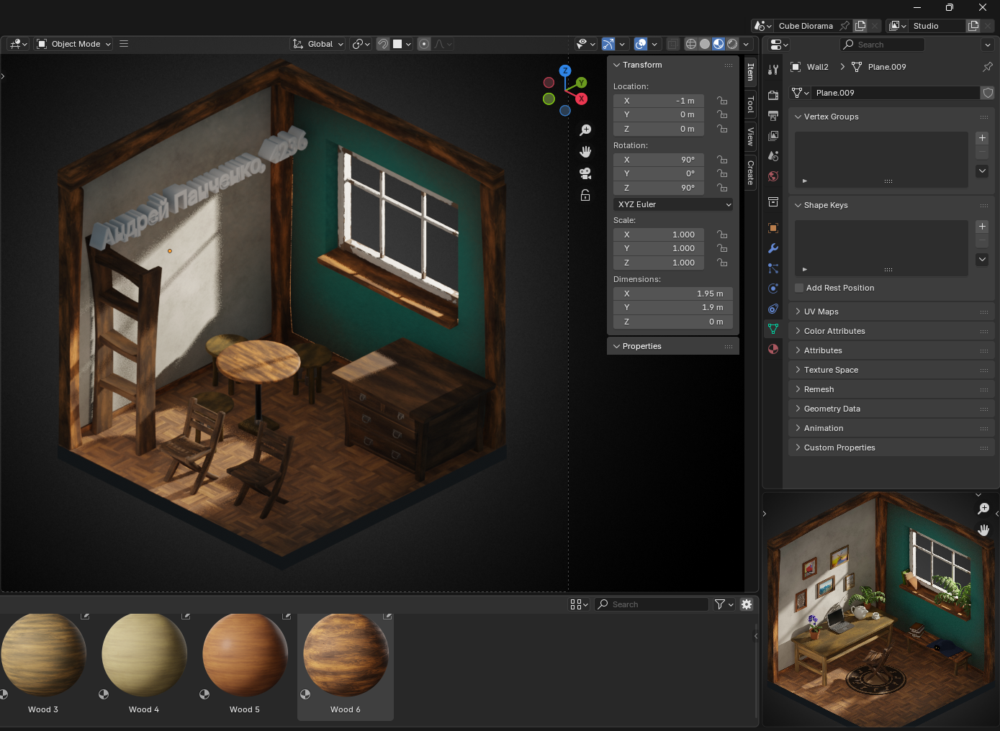 Cube Diorama
Studio
Object Mode
Global
Search
Transform
Location:
X -1 m
Y 0 m
Z 0 m
Rotation:
X 90°
Y 0°
Z 90°
XYZ Euler
Scale:
X 1.000
Y 1.000
Z 1.000
Dimensions:
X 1.95 m
Y 1.9 m
Z 0 m
Properties
Item
Tool
View
Create
Z
Y
X
Андрей Панченко, 4236
Wall2
Plane.009
Plane.009
Vertex Groups
Shape Keys
Add Rest Position
UV Maps
Color Attributes
Attributes
Texture Space
Remesh
Geometry Data
Animation
Custom Properties
Search
Wood 3
Wood 4
Wood 5
Wood 6